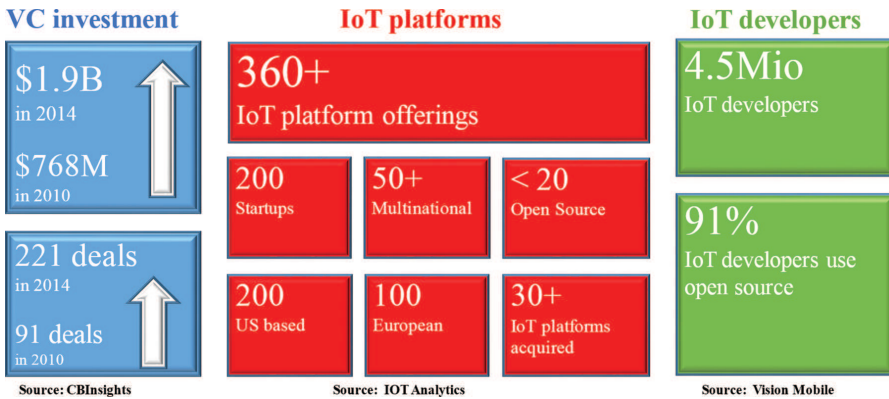 VC investment
$1.9B
in 2014
$768M
in 2010
221 deals
in 2014
91 deals
in 2010
Source: CBInsights
IoT platforms
360+
IoT platform offerings
200
Startups
50+
Multinational
< 20
Open Source
200
US based
100
European
30+
IoT platforms
acquired
Source: IOT Analytics
IoT developers
4.5Mio
IoT developers
91%
IoT developers use
open source
Source: Vision Mobile